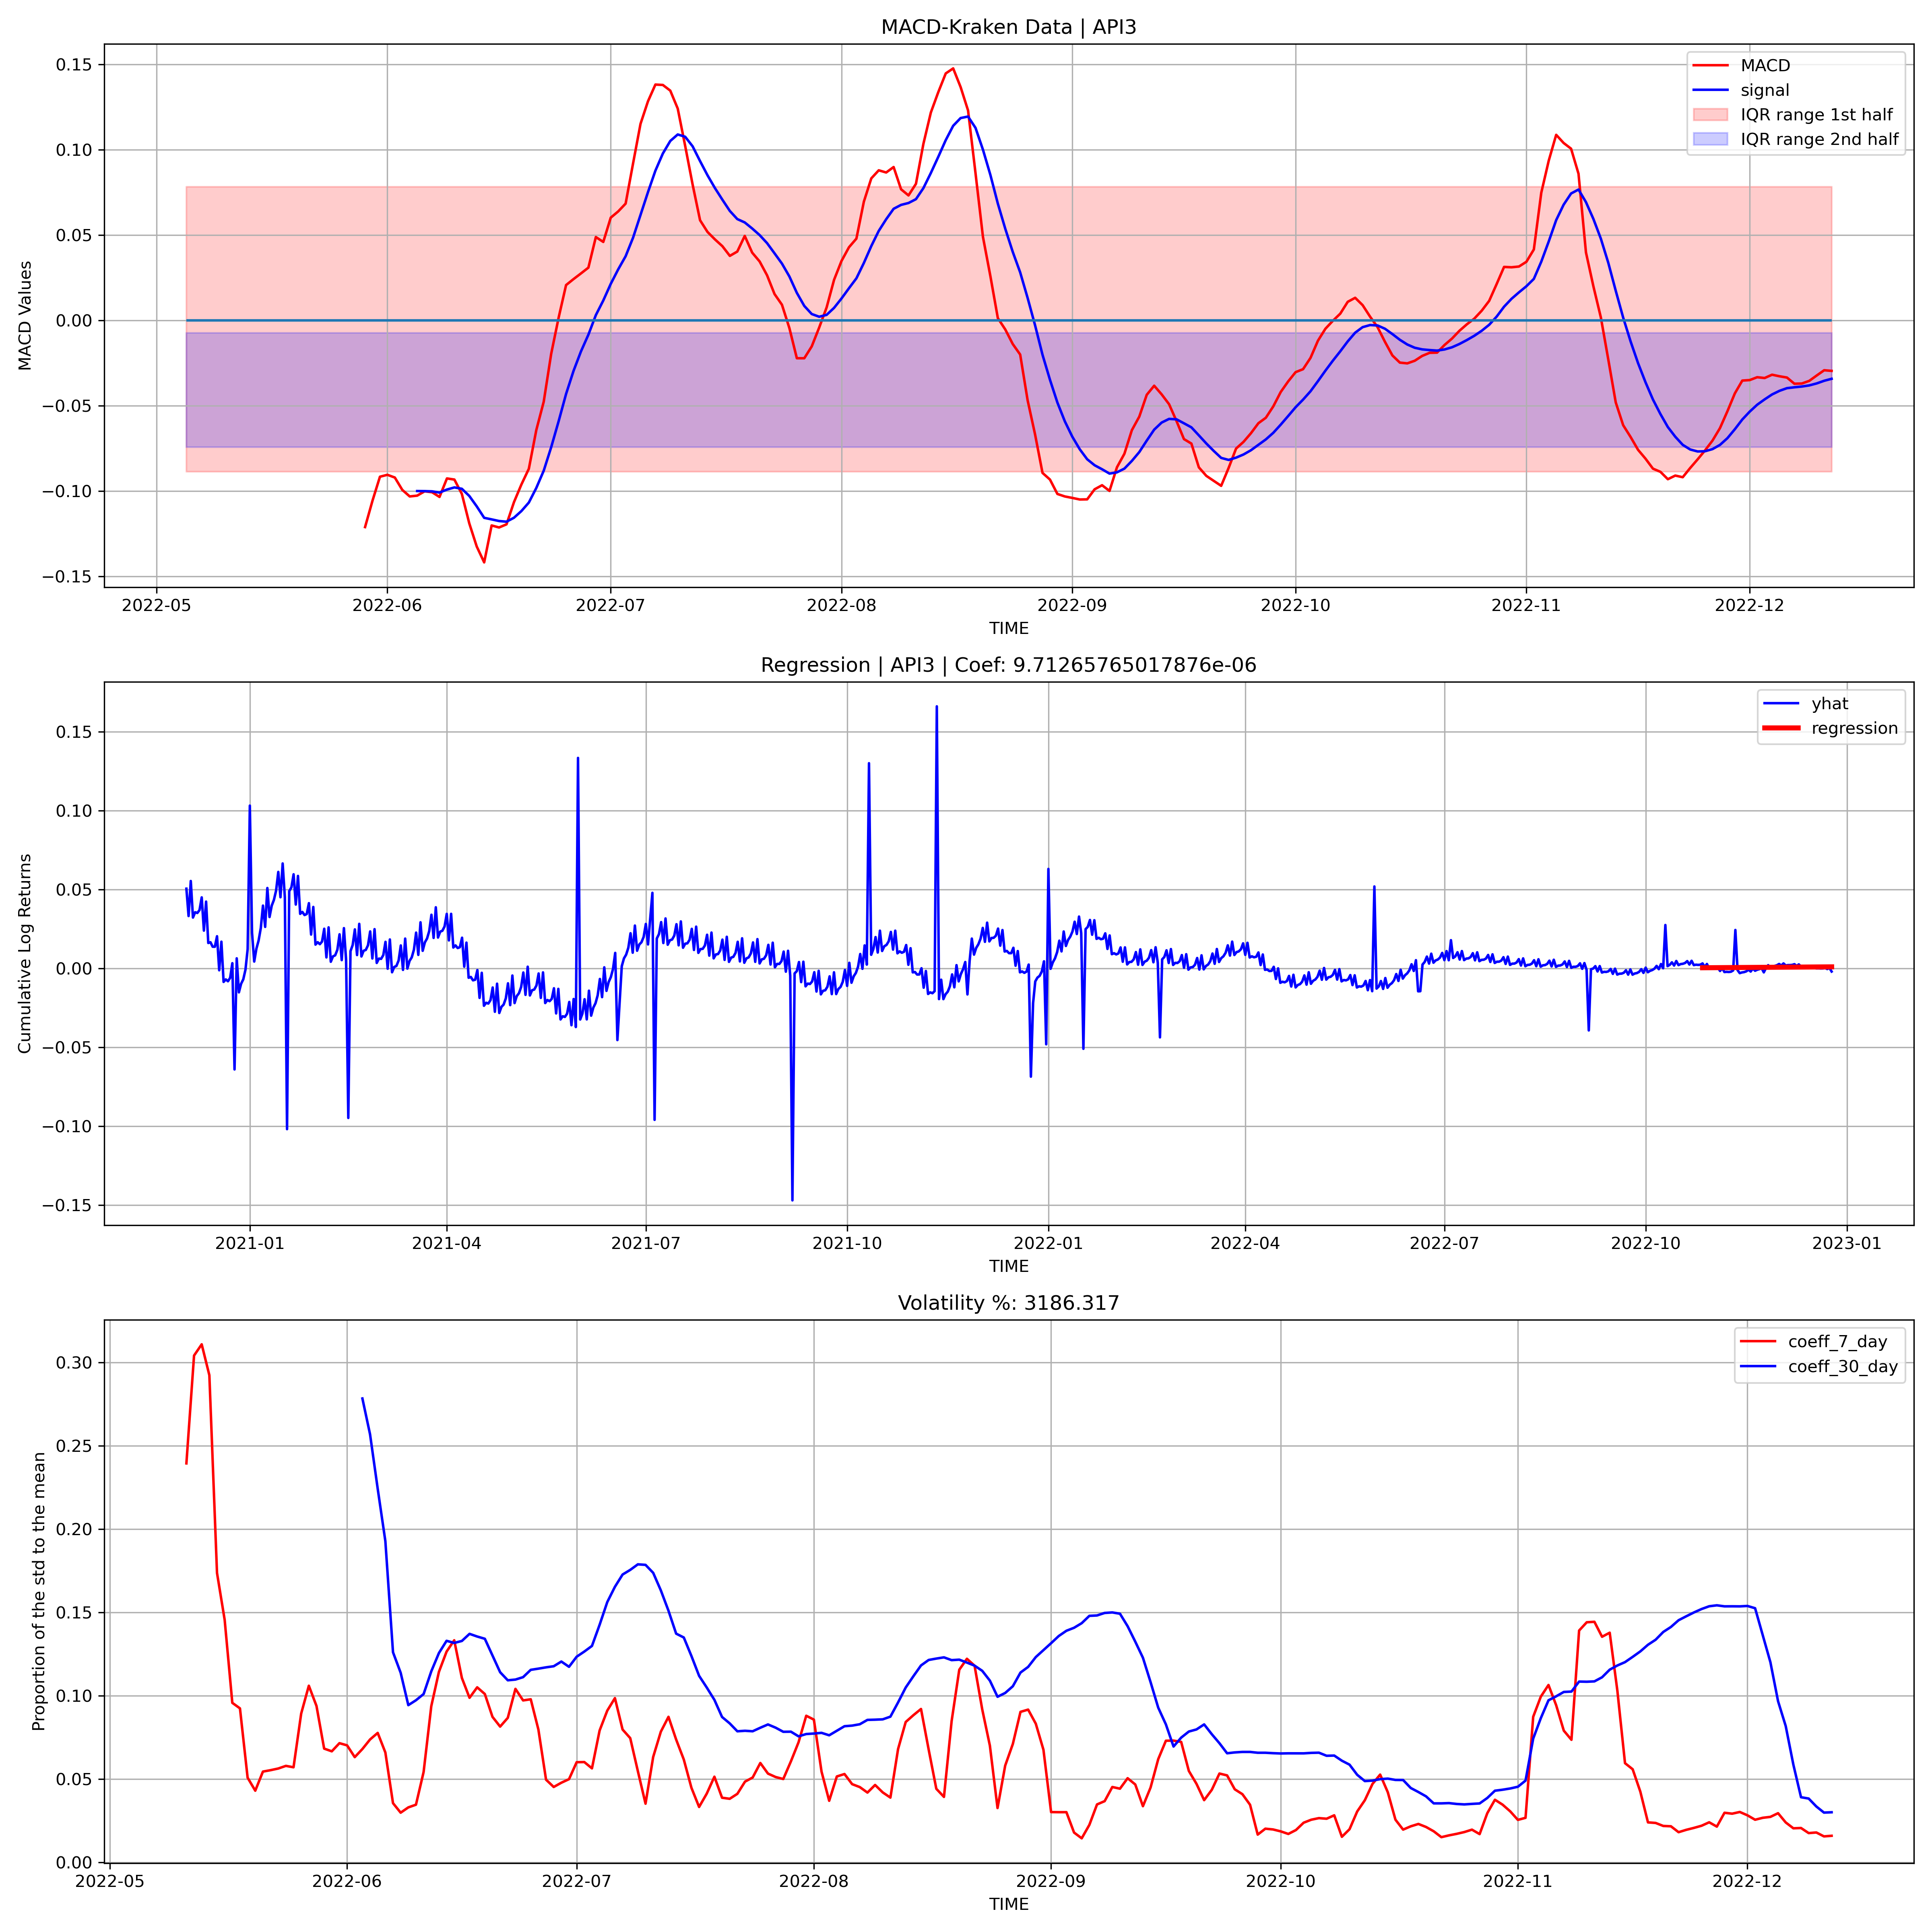 MACD-Kraken Data | API3
MACD Values
0.15
0.10
0.05
0.00
−0.05
−0.10
−0.15
MACD
signal
IQR range 1st half
IQR range 2nd half
2022-05 2022-06 2022-07 2022-08 2022-09 2022-10 2022-11 2022-12
TIME
Regression | API3 | Coef: 9.71265765017876e-06
Cumulative Log Returns
0.15
0.10
0.05
0.00
−0.05
−0.10
−0.15
yhat
regression
2021-01 2021-04 2021-07 2021-10 2022-01 2022-04 2022-07 2022-10 2023-01
TIME
Volatility %: 3186.317
Proportion of the std to the mean
0.30
0.25
0.20
0.15
0.10
0.05
0.00
coeff_7_day
coeff_30_day
2022-05 2022-06 2022-07 2022-08 2022-09 2022-10 2022-11 2022-12
TIME